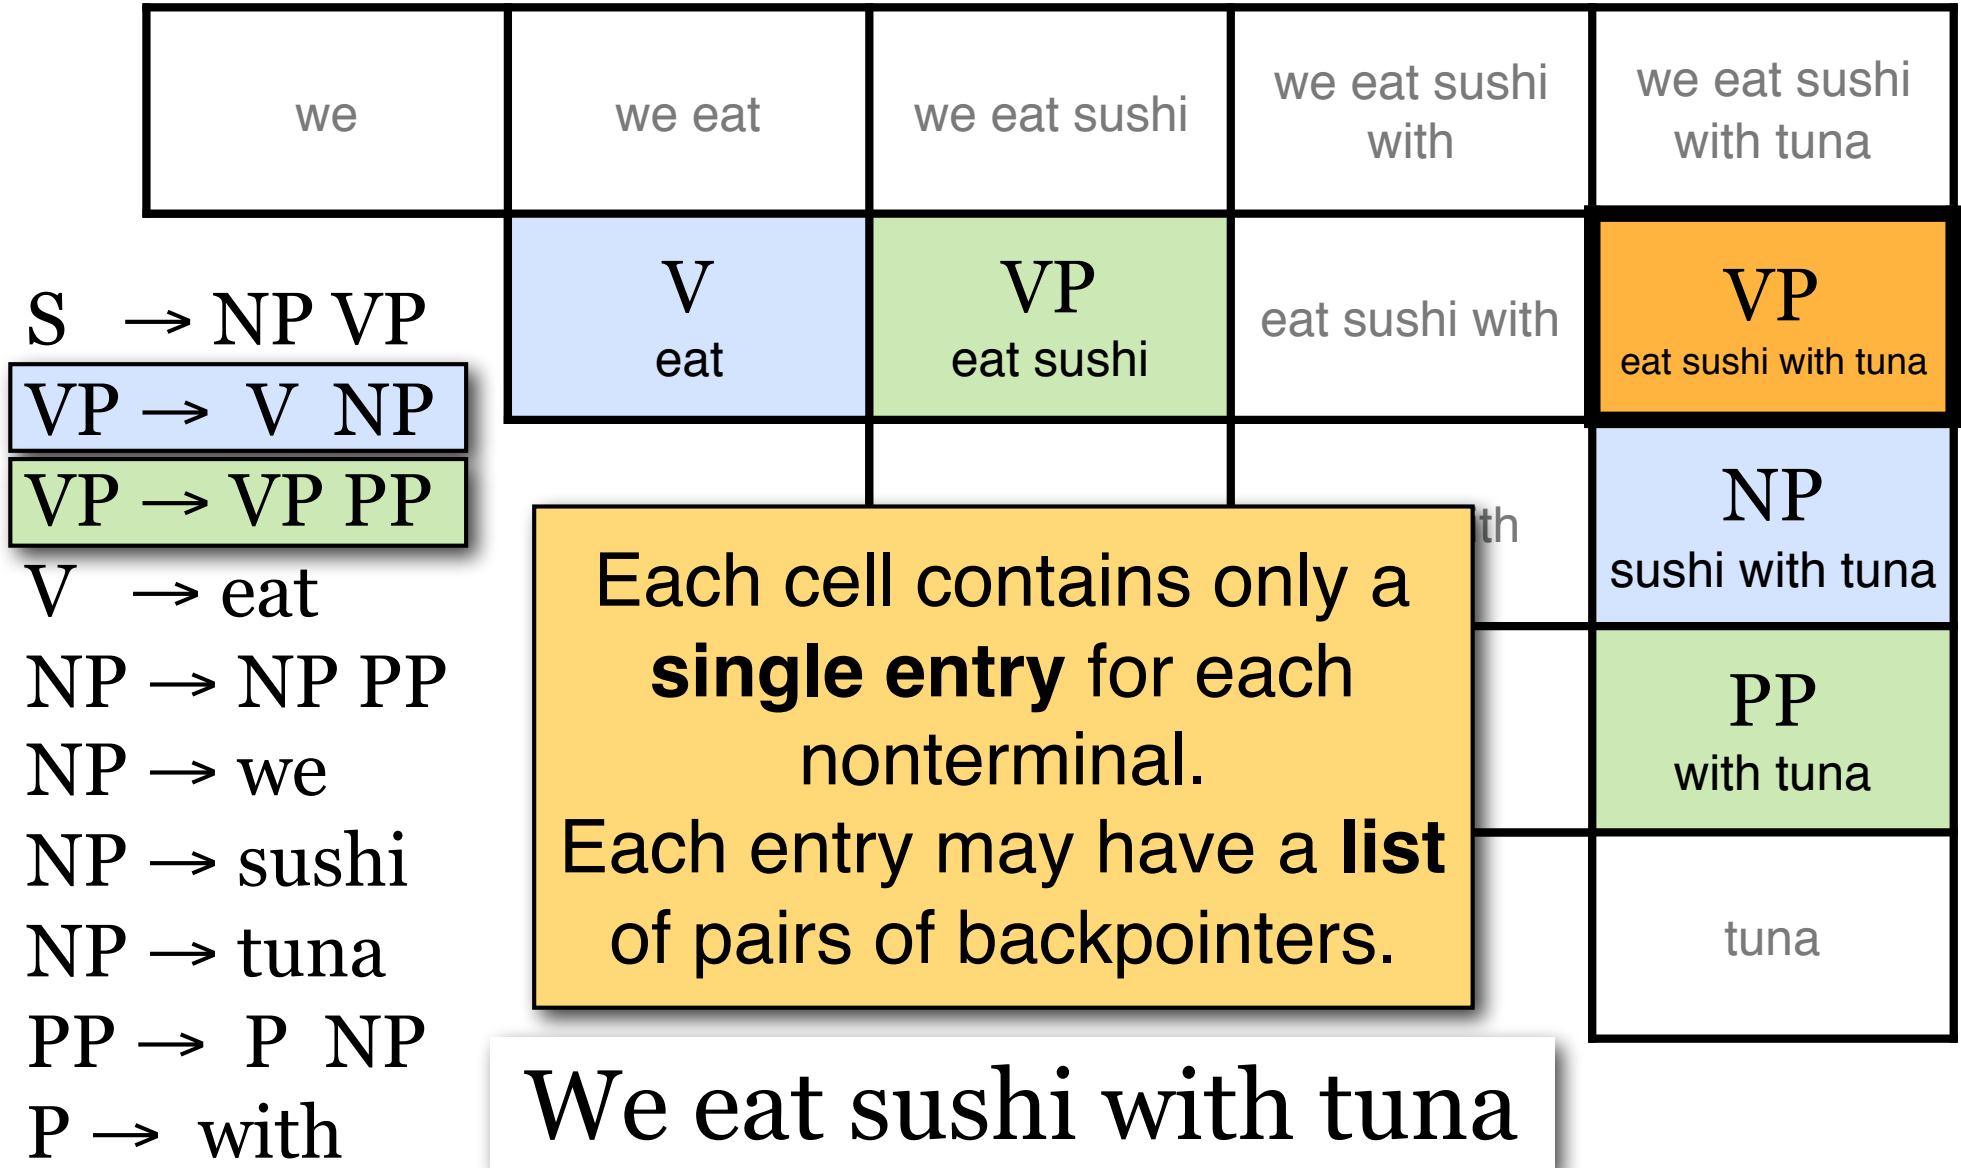 we
we eat
we eat sushi
we eat sushi
with
we eat sushi
with tuna
V
eat
VP
eat sushi
eat sushi with
VP
eat sushi with tuna
NP
sushi with tuna
PP
with tuna
tuna
S → NP VP
VP → V NP
VP → VP PP
V → eat
NP → NP PP
NP → we
NP → sushi
NP → tuna
PP → P NP
P → with
Each cell contains only a
single entry for each
nonterminal.
Each entry may have a list
of pairs of backpointers.
We eat sushi with tuna